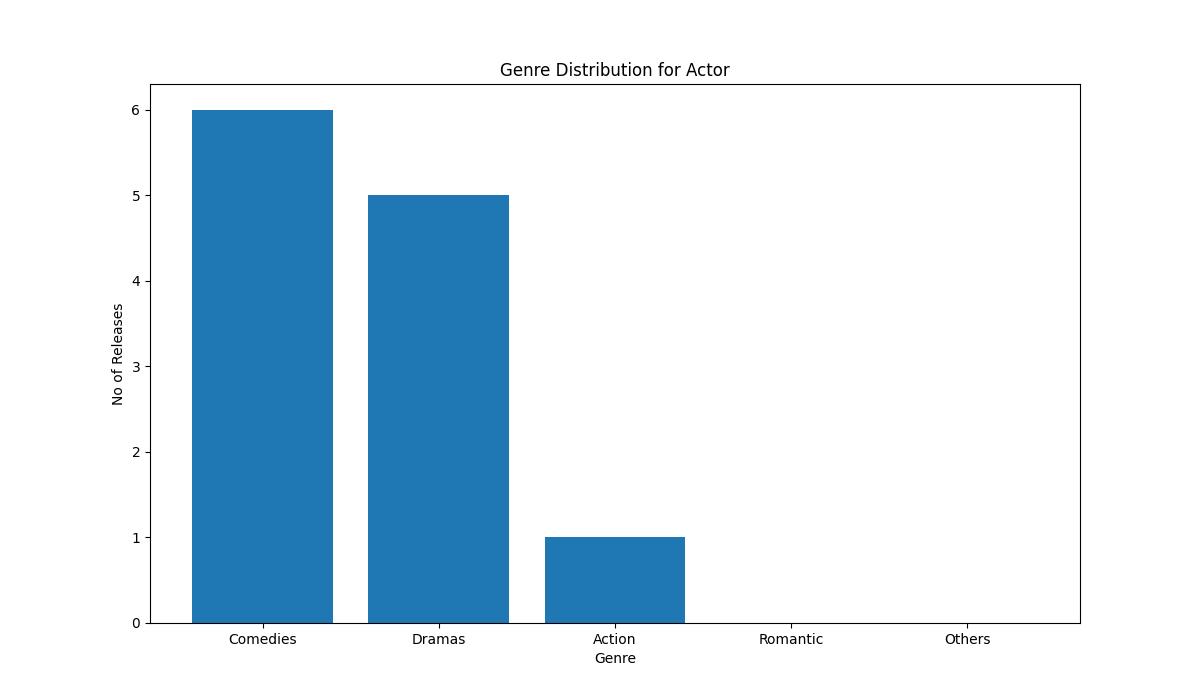 Genre Distribution for Actor
6
5
4
3
2
1
0
No of Releases
Comedies Dramas Action Romantic Others
Genre